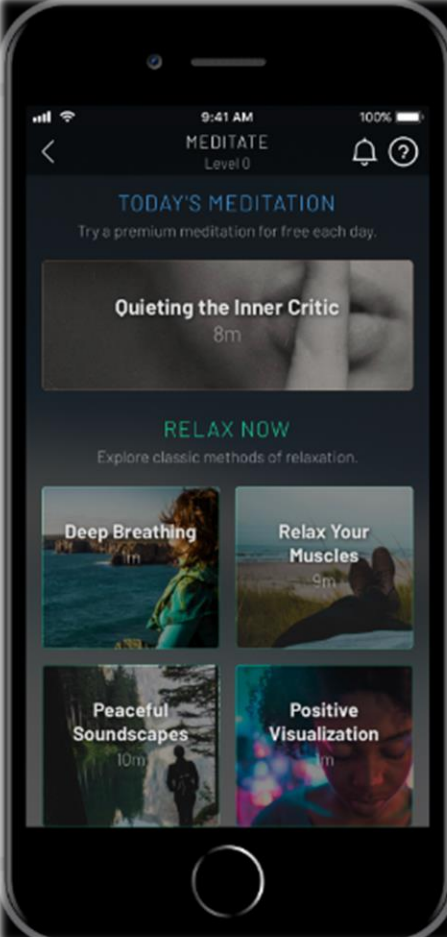 9:41 AM
100%
MEDITATE
Level 0
?
TODAY'S MEDITATION
Try a premium meditation for free each day.
Quieting the Inner Critic
8m
RELAX NOW
Explore classic methods of relaxation.
Deep Breathing
1m
Relax Your
Muscles
9m
Peaceful
Soundscapes
10m
Positive
Visualization
1m